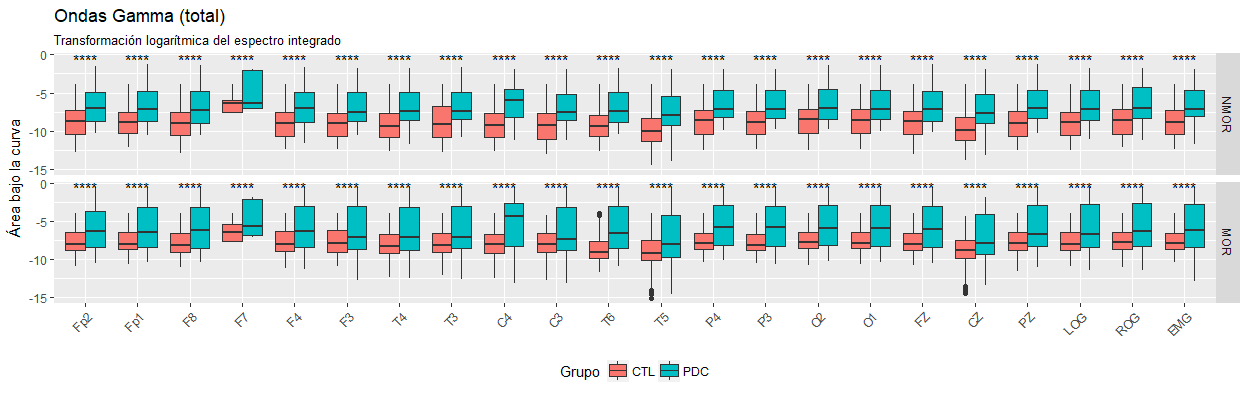 Ondas Gamma (total)
Transformación logarítmica del espectro integrado
Área bajo la curva
0
-5
-10
-15
**** **** **** **** **** **** **** **** **** **** **** **** **** **** **** **** **** **** **** **** **** ****
NMOR
0
-5
-10
-15
**** **** **** **** **** **** **** **** **** **** **** **** **** **** **** **** **** **** **** **** **** ****
MOR
Fp2 Fp1 F8 F7 F4 F3 T4 T3 C4 C3 T6 T5 P4 P3 O2 O1 FZ CZ PZ LOG ROG EMG
Grupo CTL PDC